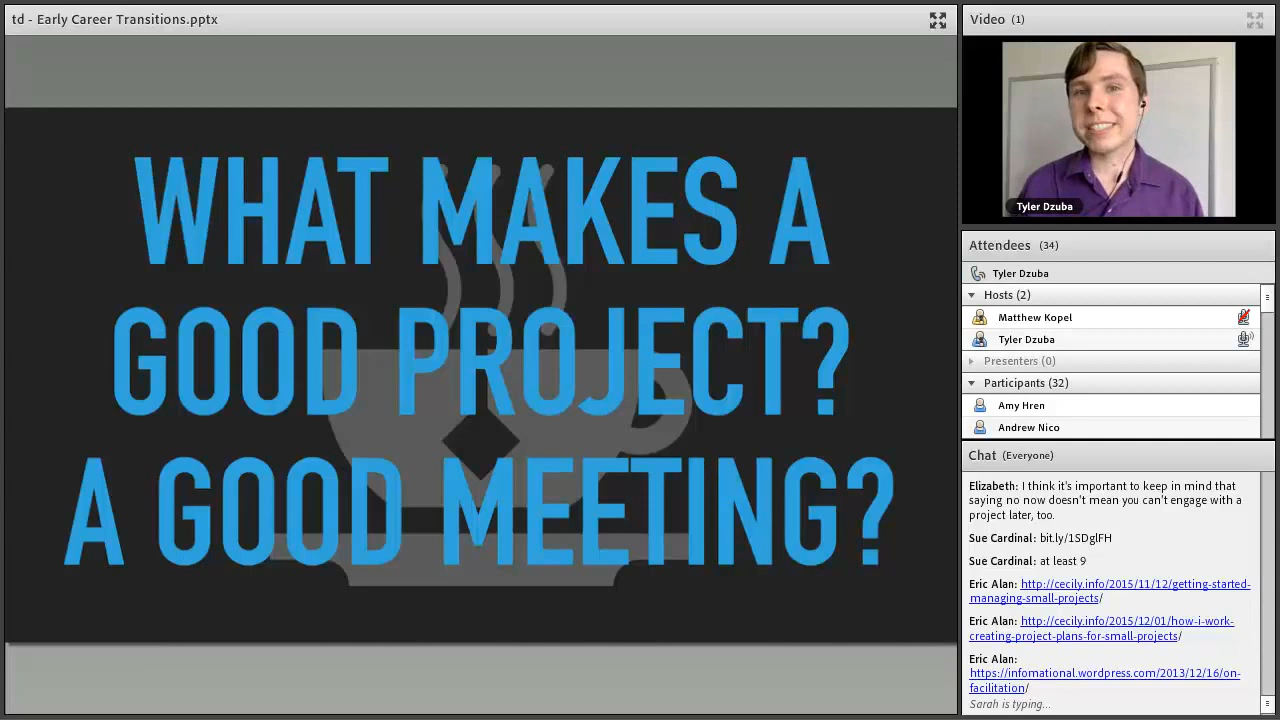 td - Early Career Transitions.pptx
WHAT MAKES A
GOOD PROJECT?
A GOOD MEETING?
Video (1)
Tyler Dzuba
Attendees (34)
Tyler Dzuba
Hosts (2)
Matthew Kopel
Tyler Dzuba
Presenters (0)
Participants (32)
Amy Hren
Andrew Nico
Chat (Everyone)
Elizabeth: I think it's important to keep in mind that
saying no now doesn't mean you can't engage with a
project later, too.
Sue Cardinal: bit.ly/1SDglFH
Sue Cardinal: at least 9
Eric Alan: http://cecily.info/2015/11/12/getting-started-
managing-small-projects/
Eric Alan: http://cecily.info/2015/12/01/how-i-work-
creating-project-plans-for-small-projects/
Eric Alan:
https://infomational.wordpress.com/2013/12/16/on-
facilitation/
Sarah is typing...